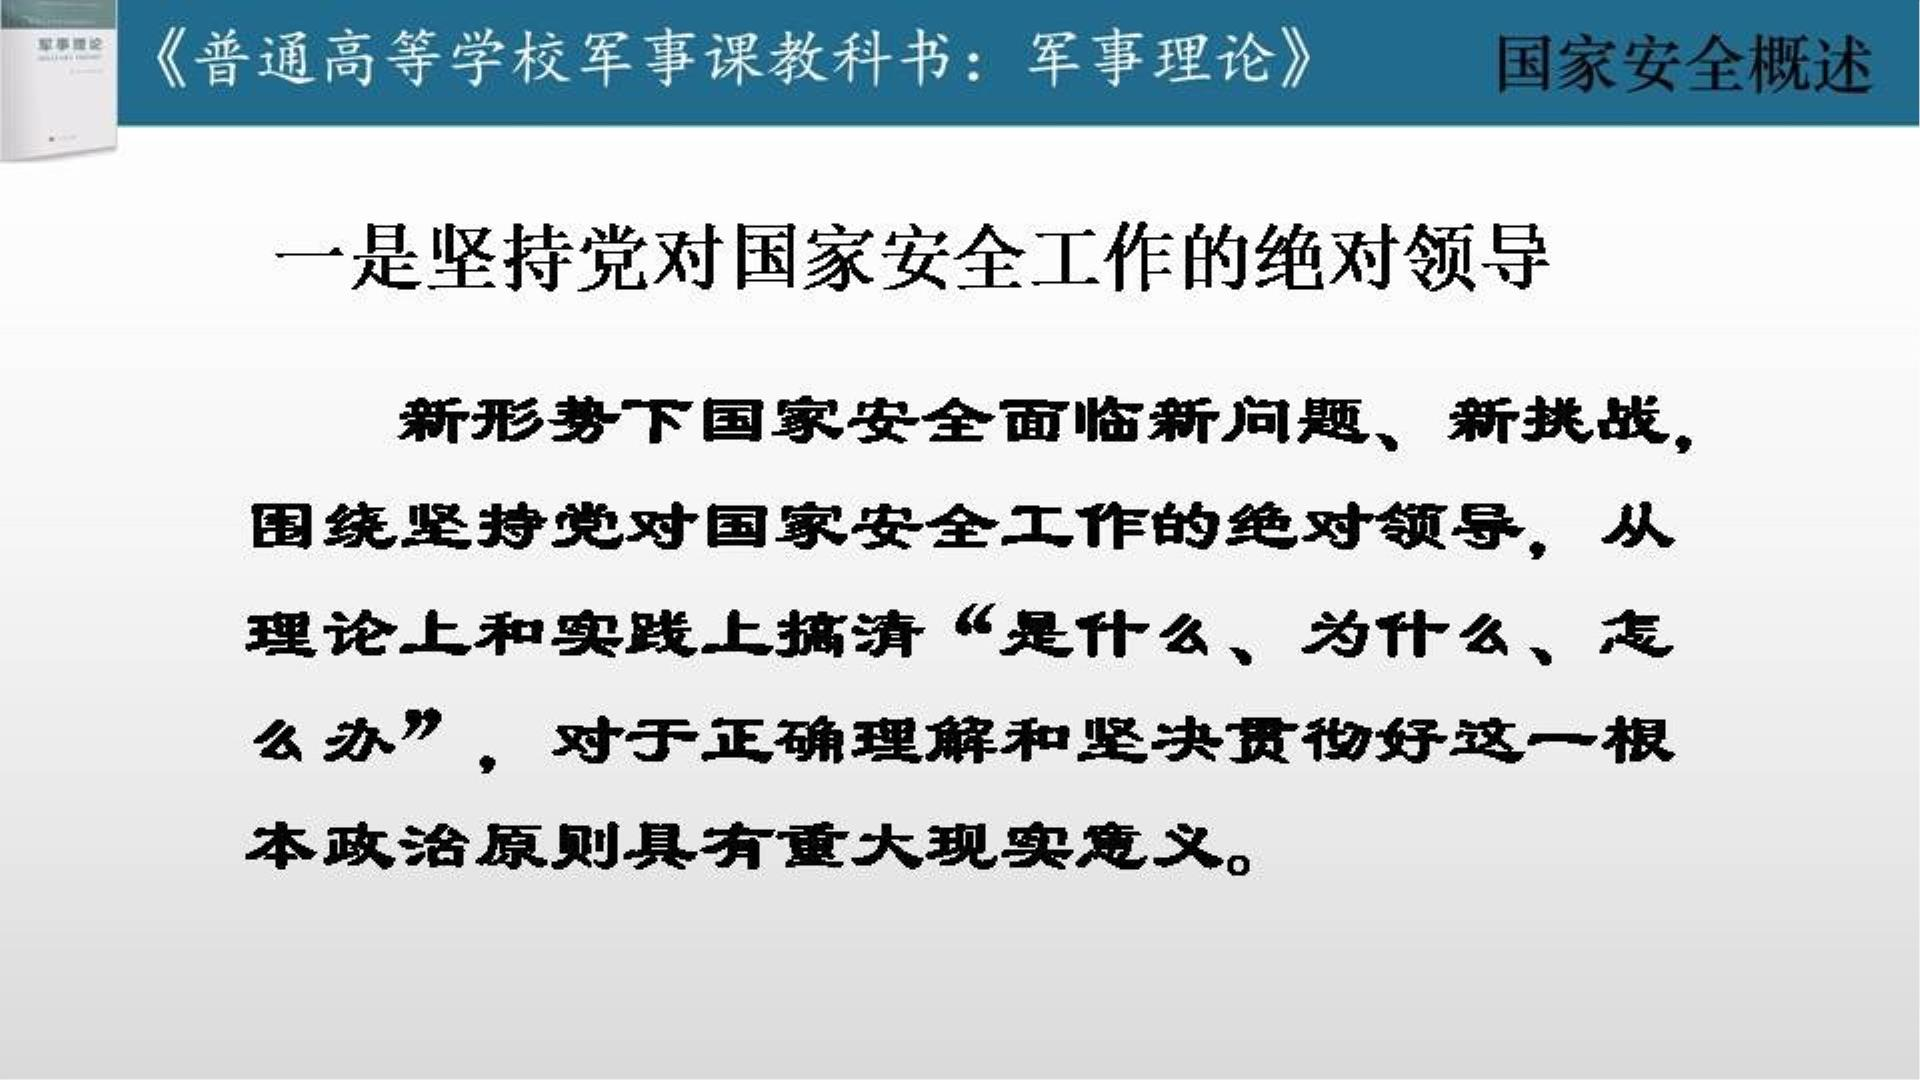 军事理论
《普通高等学校军事课教科书：军事理论》
国家安全概述
一是坚持党对国家安全工作的绝对领导
新形势下国家安全面临新问题、新挑战，
围绕坚持党对国家安全工作的绝对领导，从
理论上和实践上搞清“是什么、为什么、怎
么办”，对于正确理解和坚决贯彻好这一根
本政治原则具有重大现实意义。